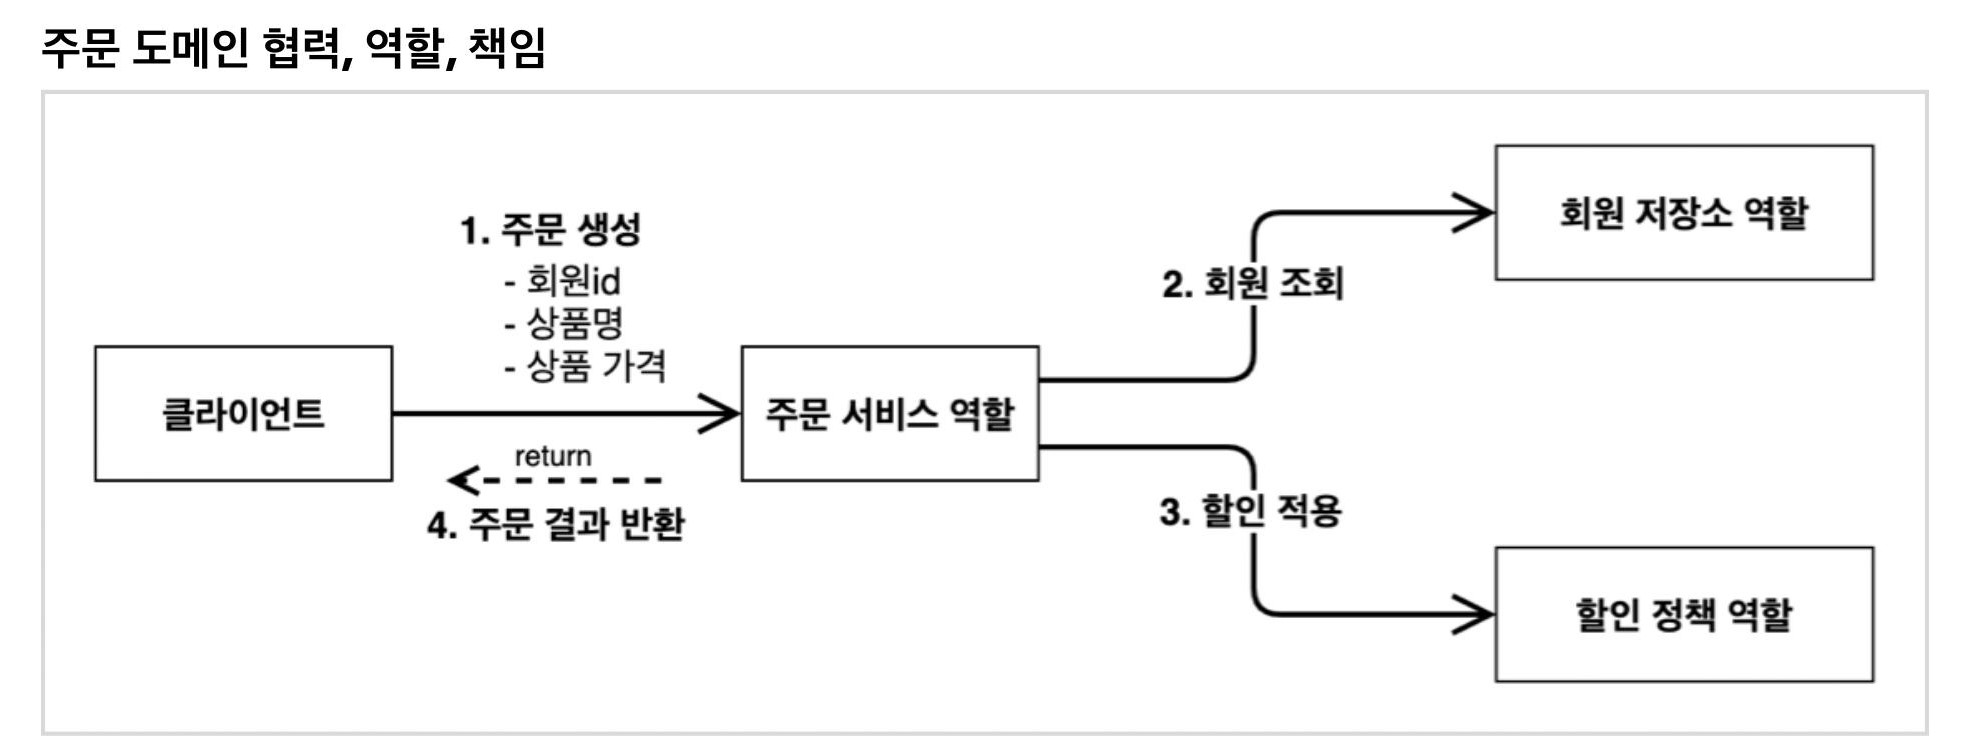 주문 도메인 협력, 역할, 책임
1. 주문 생성
- 회원id
- 상품명
- 상품 가격
클라이언트
return
4. 주문 결과 반환
주문 서비스 역할
2. 회원 조회
회원 저장소 역할
3. 할인 적용
할인 정책 역할